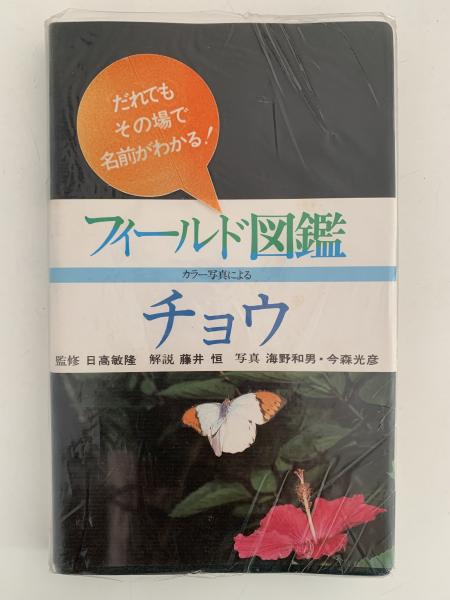 だれでも
その場で
名前がわかる!
フィールド図鑑
カラー写真による
チョウ
監修 日高敏隆 解説 藤井 恒 写真 海野和男・今森光彦